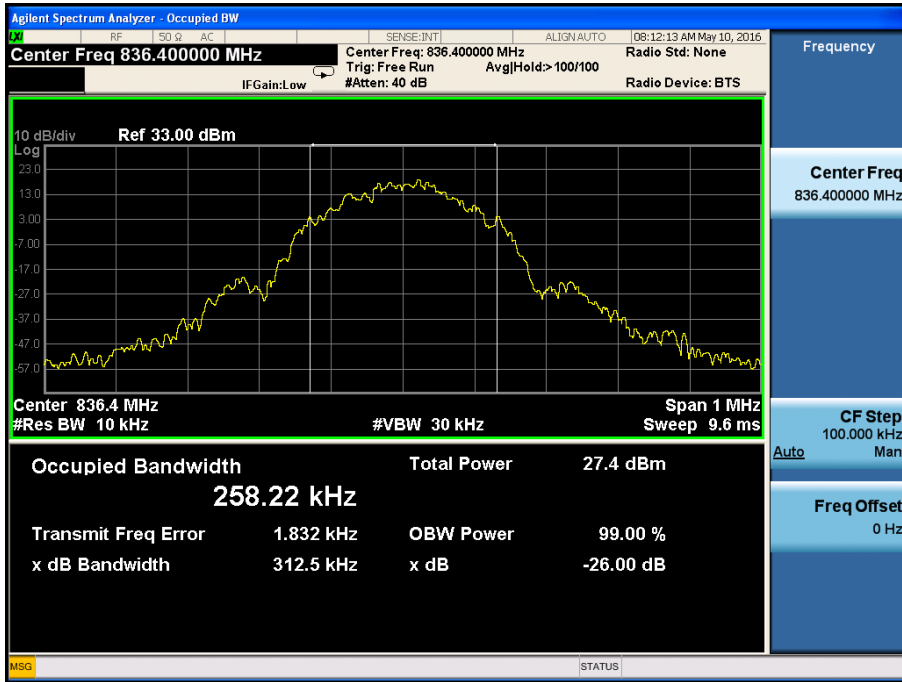 Agilent Spectrum Analyzer - Occupied BW
LXI RF 50 Ω AC SENSE:INT ALIGN AUTO 08:12:13 AM May 10, 2016
Center Freq 836.400000 MHz
Center Freq: 836.400000 MHz
Radio Std: None
Trig: Free Run Avg|Hold:> 100/100
IFGain:Low
#Atten: 40 dB
Radio Device: BTS
10 dB/div Ref 33.00 dBm
Log
23.0
13.0
3.00
-7.00
-17.0
-27.0
-37.0
-47.0
-57.0
Center 836.4 MHz Span 1 MHz
#Res BW 10 kHz #VBW 30 kHz Sweep 9.6 ms
Occupied Bandwidth Total Power 27.4 dBm
258.22 kHz
Transmit Freq Error 1.832 kHz OBW Power 99.00 %
x dB Bandwidth 312.5 kHz x dB -26.00 dB
MSG STATUS
Frequency
Center Freq
836.400000 MHz
CF Step
100.000 kHz
Auto Man
Freq Offset
0 Hz